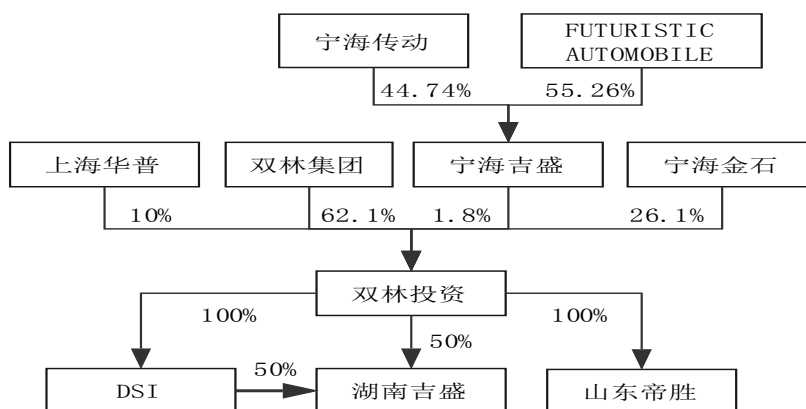 宁海传动
FUTURISTIC
AUTOMOBILE
44.74%
55.26%
上海华普
双林集团
宁海吉盛
宁海金石
10%
62.1%
1.8%
26.1%
双林投资
100%
50%
100%
50%
DSI
湖南吉盛
山东帝胜